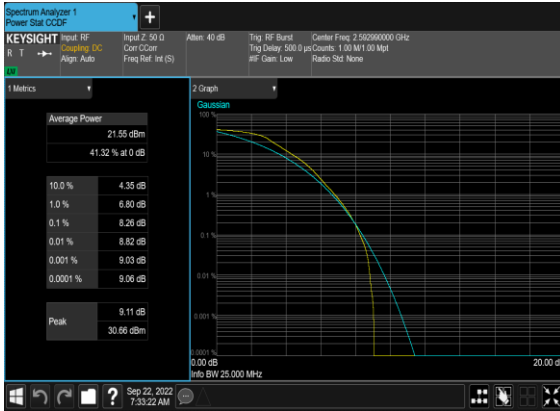 Spectrum Analyzer 1
Power Stat CCDF
KEYSIGHT
R T
Input: RF
Coupling: DC
Align: Auto
Input Z: 50 Ω
Corr CCorr
Freq Ref: Int (S)
Atten: 40 dB
Trig: RF Burst
Trig Delay: 500.0 µs
#IF Gain: Low
Center Freq: 2.592990000 GHz
Counts: 1.00 M/1.00 Mpt
Radio Std: None
1 Metrics
Average Power
21.55 dBm
41.32 % at 0 dB
10.0 % 4.35 dB
1.0 % 6.80 dB
0.1 % 8.26 dB
0.01 % 8.82 dB
0.001 % 9.03 dB
0.0001 % 9.06 dB
Peak
9.11 dB
30.66 dBm
2 Graph
Gaussian
100 %
10 %
1 %
0.1 %
0.01 %
0.001 %
0.0001 %
0.00 dB
20.00 d
Info BW 25.000 MHz
?
Sep 22, 2022
7:33:22 AM